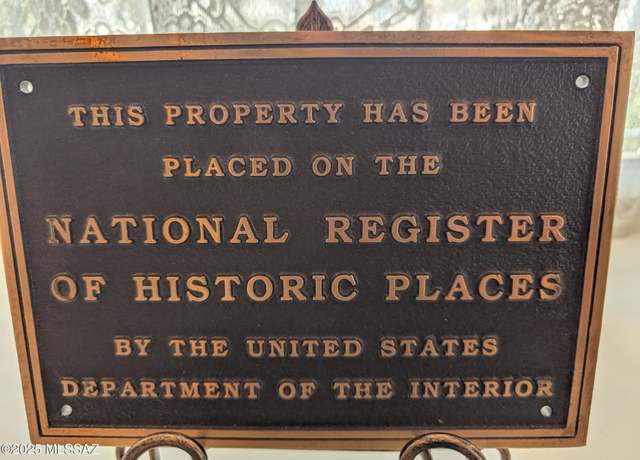 THIS PROPERTY HAS BEEN
PLACED ON THE
NATIONAL REGISTER
OF HISTORIC PLACES
BY THE UNITED STATES
DEPARTMENT OF THE INTERIOR
©2025 MLSSAZ